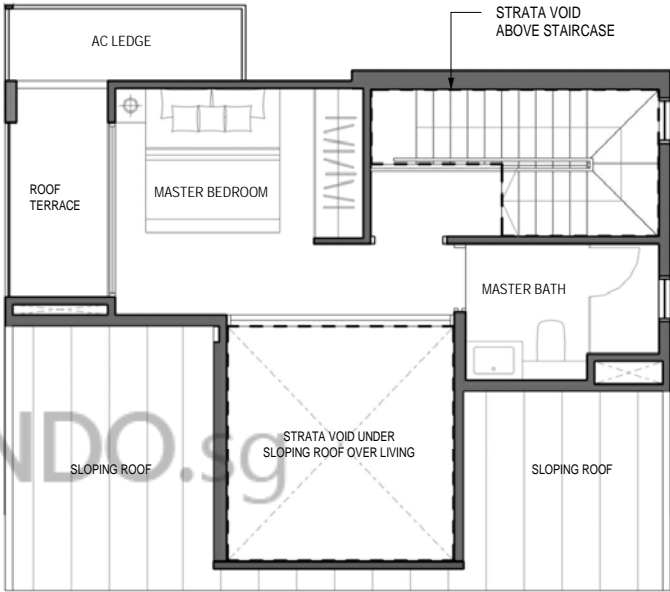 STRATA VOID
ABOVE STAIRCASE
AC LEDGE
ROOF
TERRACE
MASTER BEDROOM
MASTER BATH
NDO.sg
STRATA VOID UNDER
SLOPING ROOF OVER LIVING
SLOPING ROOF
SLOPING ROOF